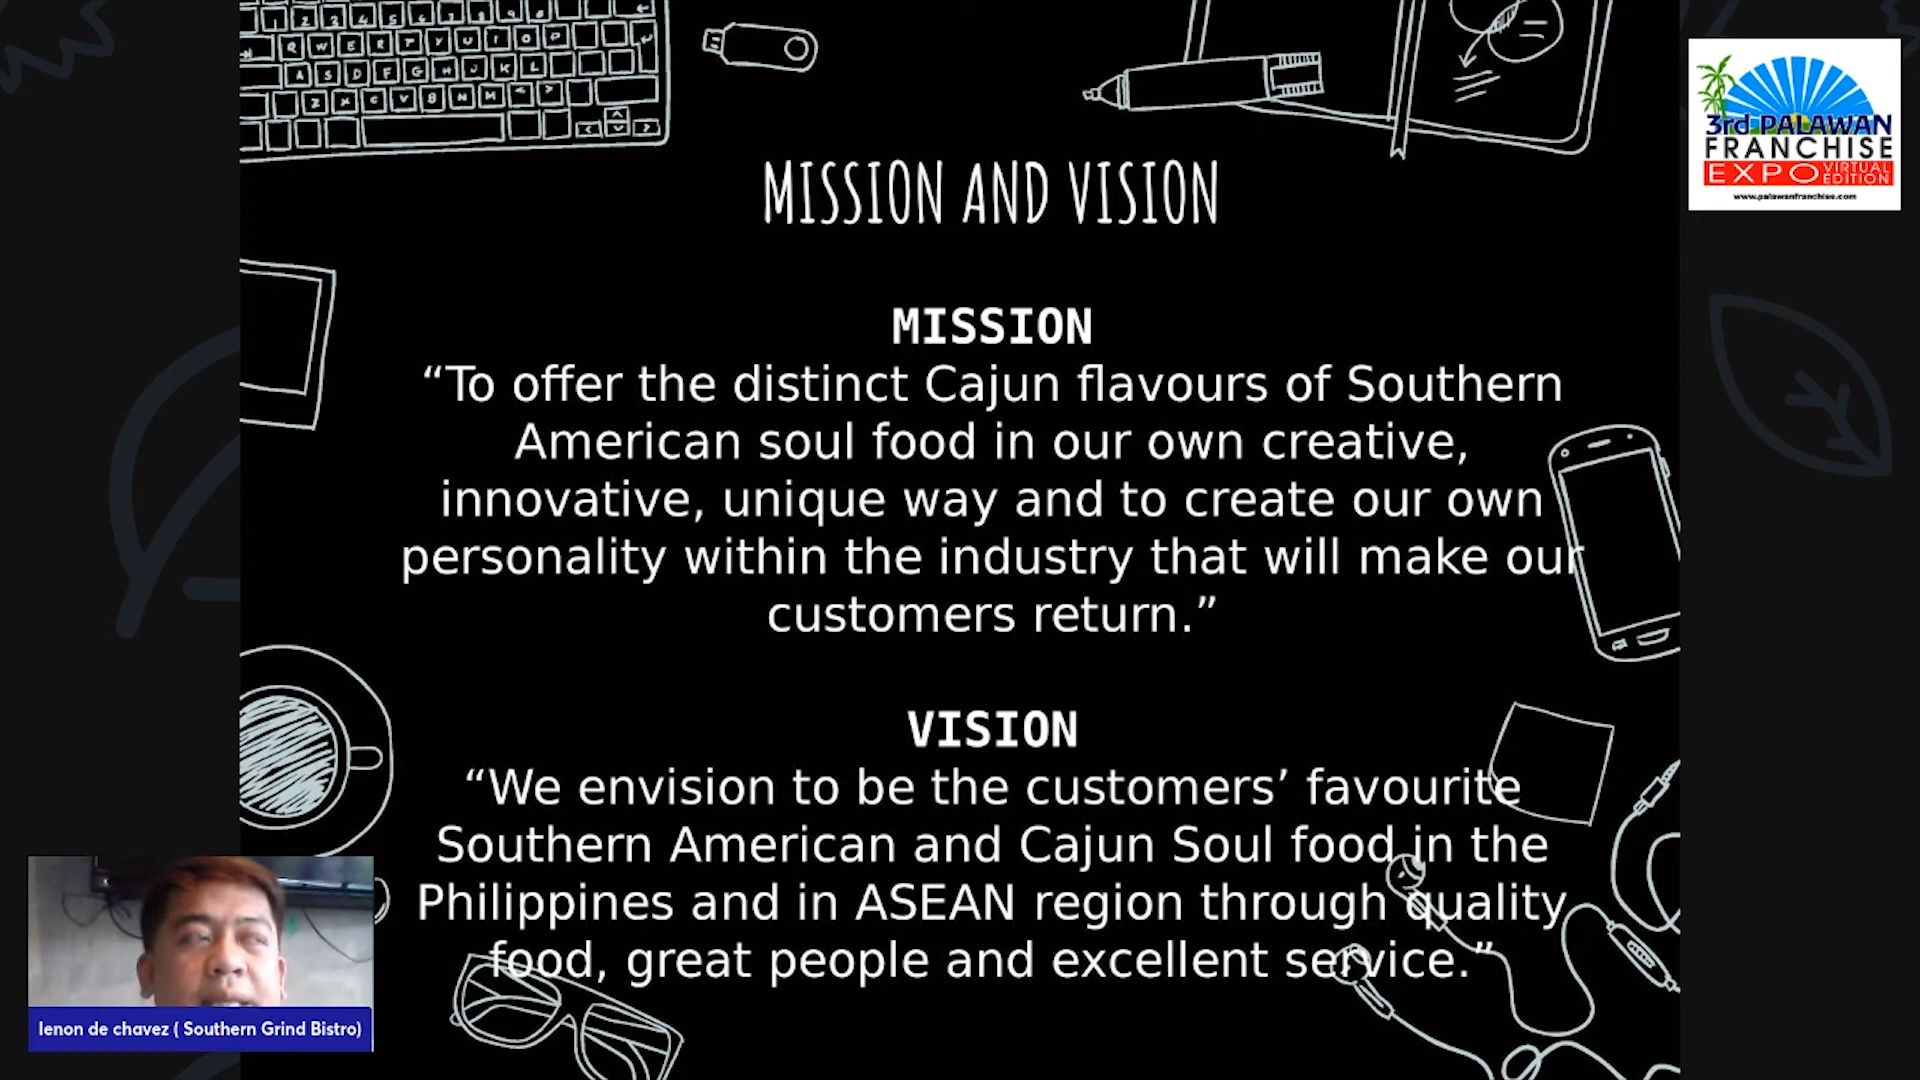 MISSION AND VISION
MISSION
“To offer the distinct Cajun flavours of Southern
American soul food in our own creative,
innovative, unique way and to create our own
personality within the industry that will make our
customers return.”
VISION
“We envision to be the customers’ favourite
Southern American and Cajun Soul food in the
Philippines and in ASEAN region through quality
food, great people and excellent service.”
3rd PALAWAN
FRANCHISE
EXPO VIRTUAL EDITION
www.palawanfranchise.com
lenon de chavez ( Southern Grind Bistro)